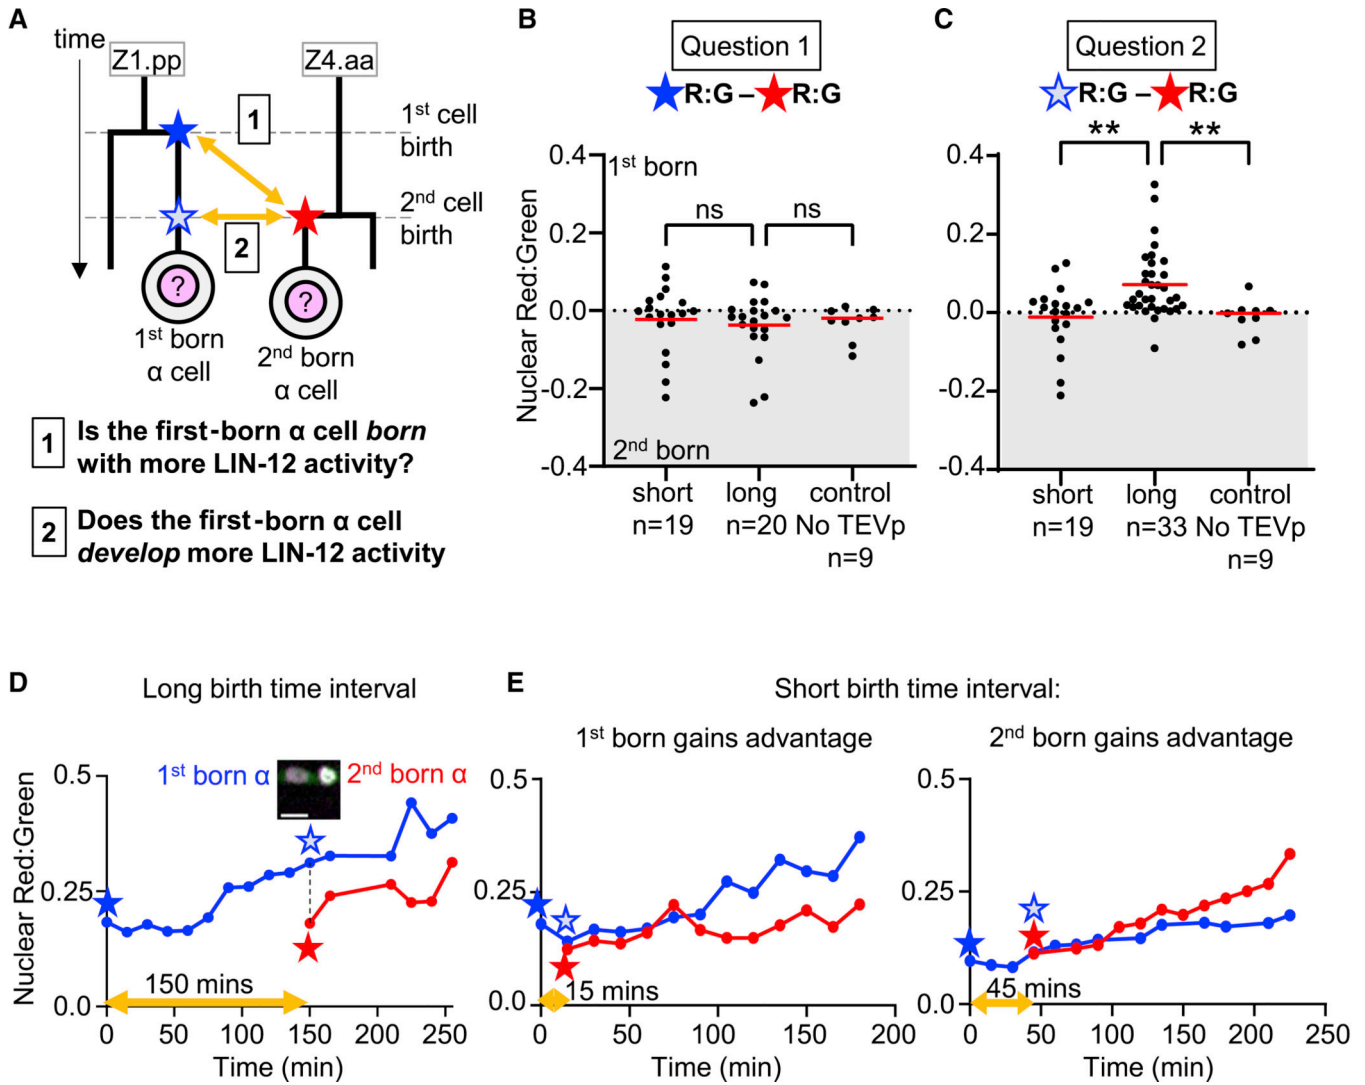 A
time
Z1.pp
Z4.aa
1
1st cell
birth
2nd cell
birth
2
?
?
1st born
α cell
2nd born
α cell
1 Is the first-born α cell born
with more LIN-12 activity?
2 Does the first-born α cell
develop more LIN-12 activity
B
Question 1
R:G – R:G
Nuclear Red:Green
0.4
0.2
0.0
-0.2
-0.4
1st born
2nd born
ns
ns
short
n=19
long
n=20
control
No TEVp
n=9
C
Question 2
R:G – R:G
**
**
0.4
0.2
0.0
-0.2
-0.4
short
n=19
long
n=33
control
No TEVp
n=9
D
Long birth time interval
1st born α
2nd born α
Nuclear Red:Green
0.5
0.25
0.0
150 mins
0 50 100 150 200 250
Time (min)
E
Short birth time interval:
1st born gains advantage
0.5
0.25
0.0
15 mins
0 50 100 150 200
Time (min)
2nd born gains advantage
0.5
0.25
0.0
45 mins
0 50 100 150 200 250
Time (min)